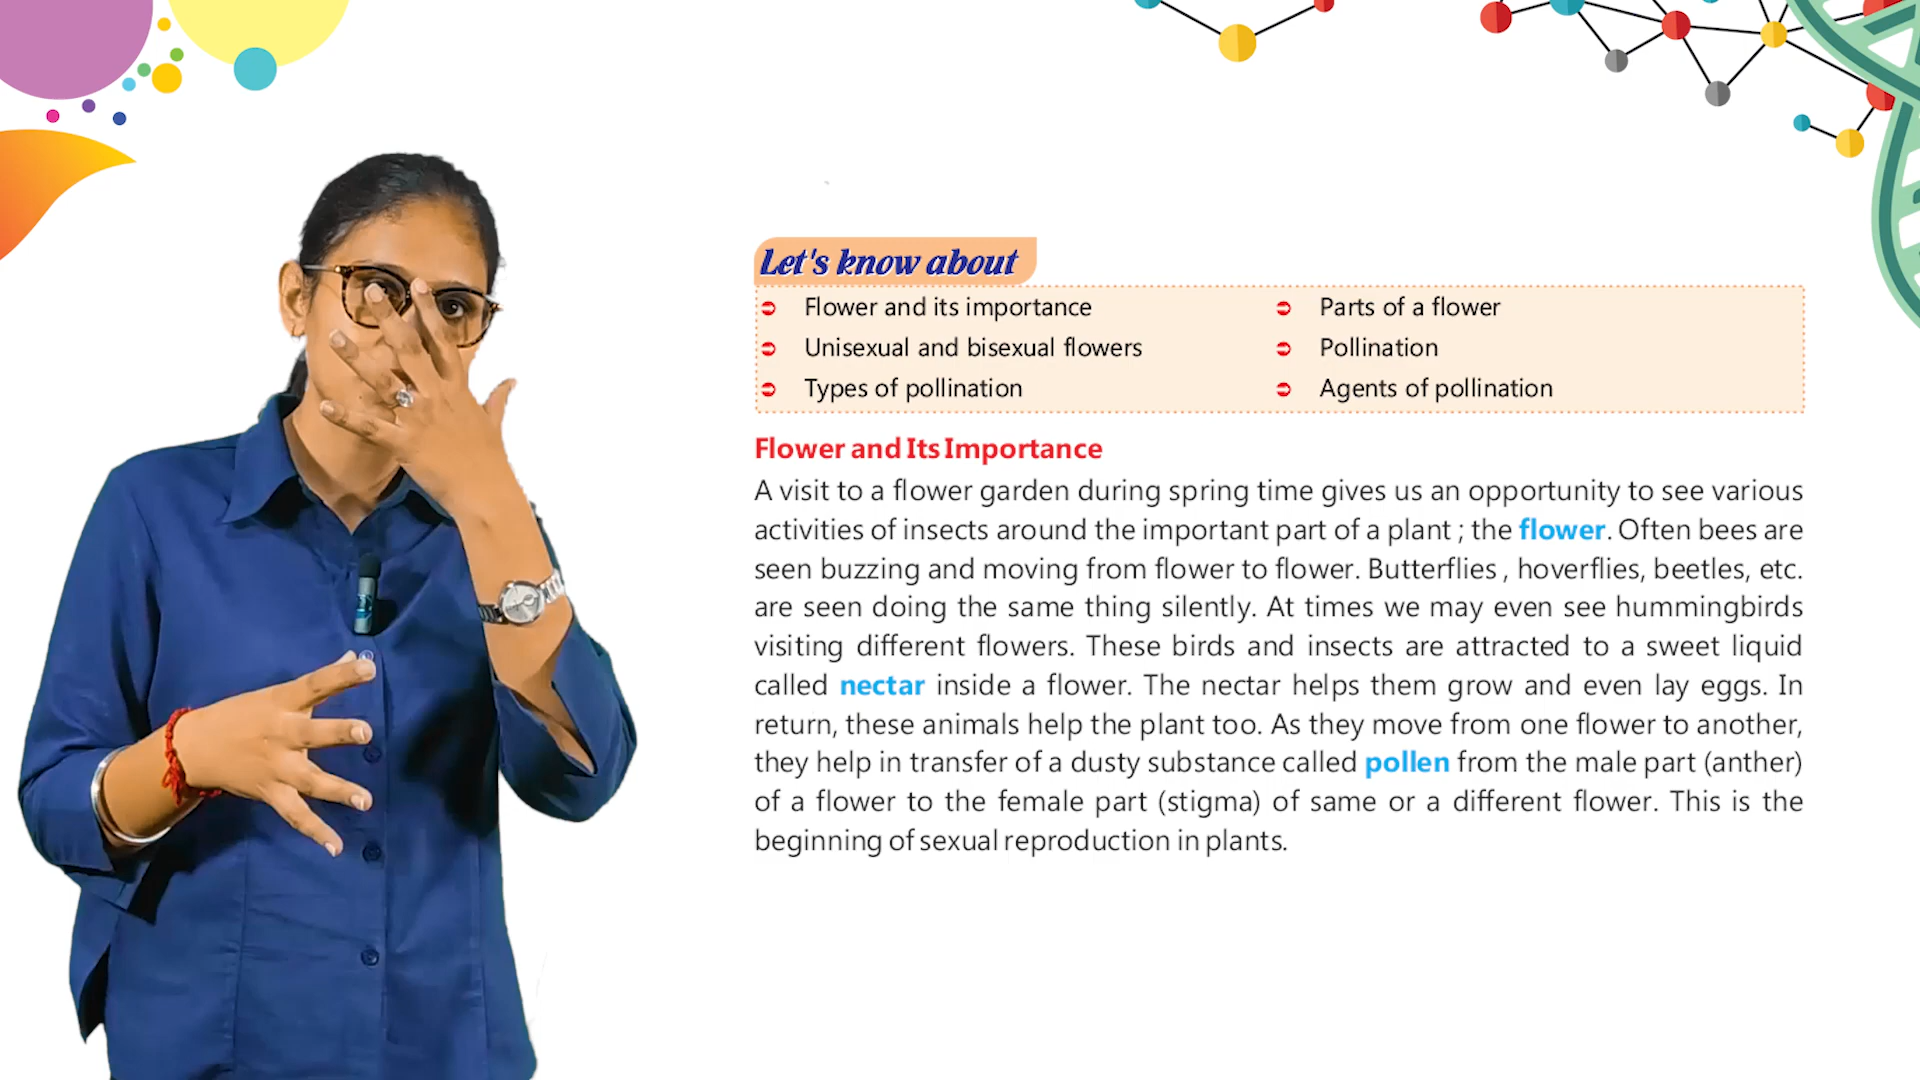 Let's know about
Flower and its importance
Parts of a flower
Unisexual and bisexual flowers
Pollination
Types of pollination
Agents of pollination
Flower and Its Importance
A visit to a flower garden during spring time gives us an opportunity to see various
activities of insects around the important part of a plant ; the flower. Often bees are
seen buzzing and moving from flower to flower. Butterflies , hoverflies, beetles, etc.
are seen doing the same thing silently. At times we may even see hummingbirds
visiting different flowers. These birds and insects are attracted to a sweet liquid
called nectar inside a flower. The nectar helps them grow and even lay eggs. In
return, these animals help the plant too. As they move from one flower to another,
they help in transfer of a dusty substance called pollen from the male part (anther)
of a flower to the female part (stigma) of same or a different flower. This is the
beginning of sexual reproduction in plants.